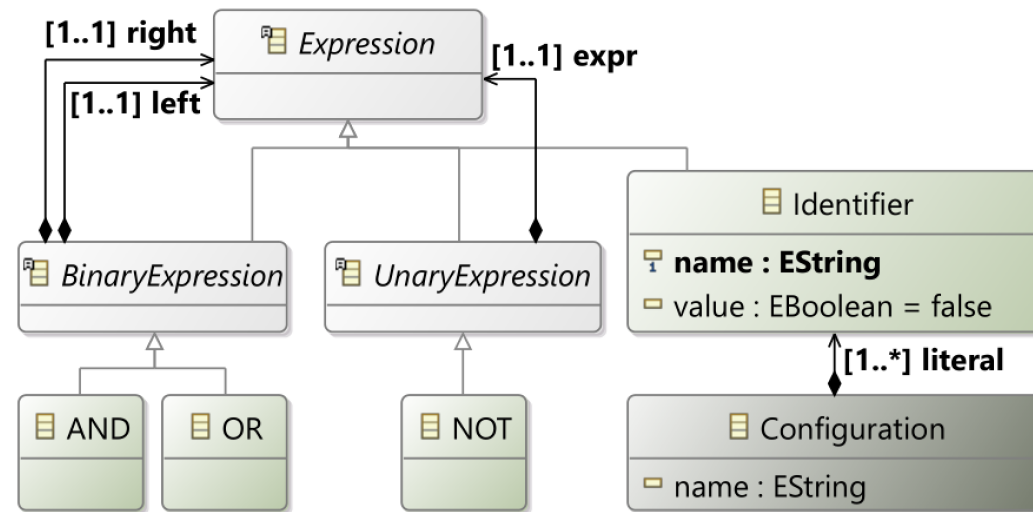 [1..1] right
Expression
[1..1] expr
[1..1] left
Identifier
name : EString
value : EBoolean = false
BinaryExpression
UnaryExpression
[1..*] literal
AND
OR
NOT
Configuration
name : EString